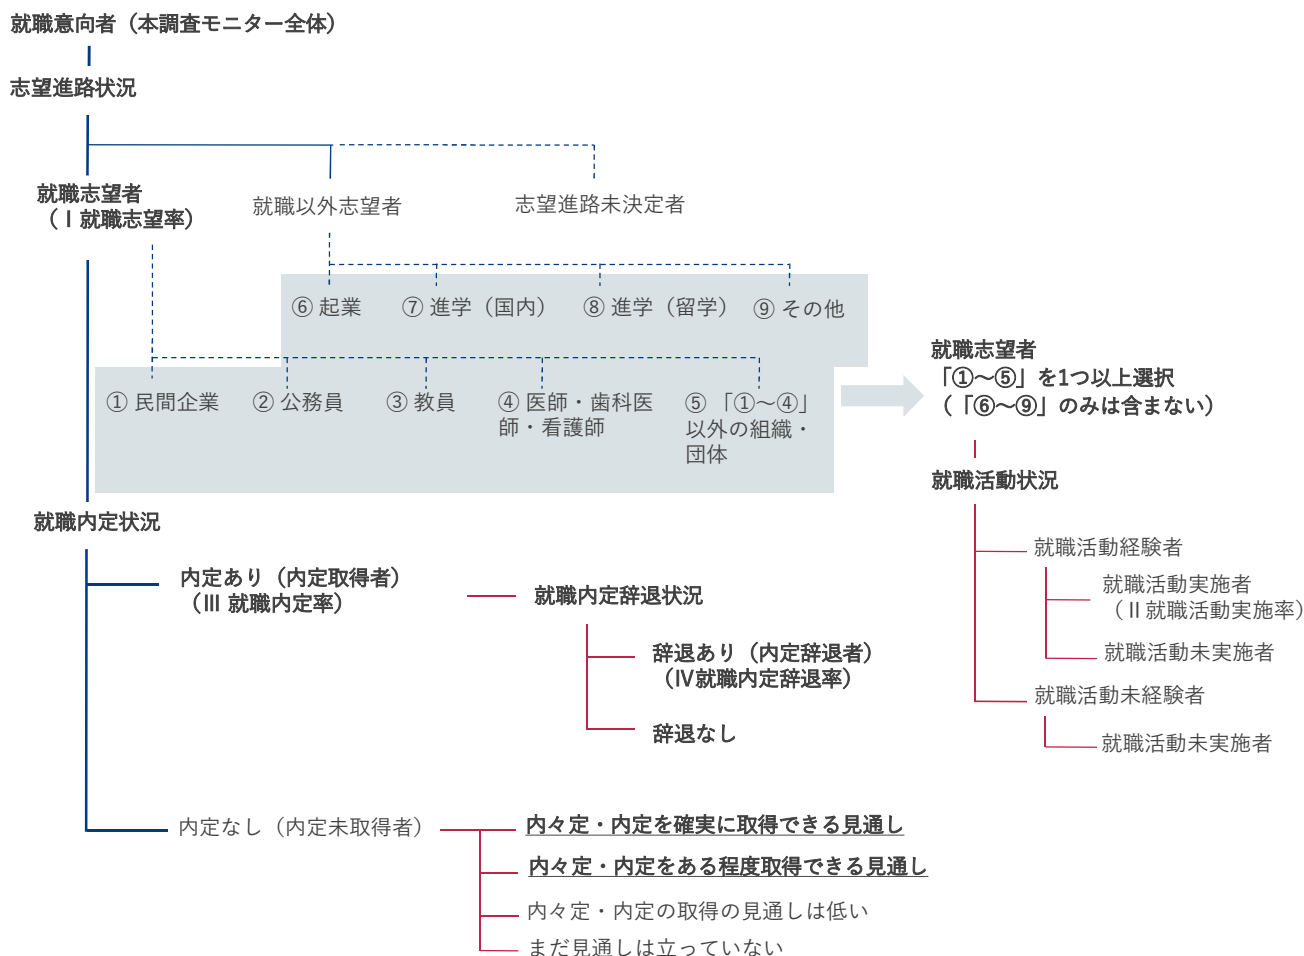 就職意向者（本調査モニター全体）
志望進路状況
就職志望者
（Ⅰ就職志望率）
就職以外志望者
志望進路未決定者
⑥ 起業
⑦ 進学（国内）
⑧ 進学（留学）
⑨ その他
① 民間企業
② 公務員
③ 教員
④ 医師・歯科医
師・看護師
⑤ 「①～④」
以外の組織・
団体
就職志望者
「①～⑤」を1つ以上選択
（「⑥～⑨」のみは含まない）
就職活動状況
就職活動経験者
就職活動実施者
（Ⅱ就職活動実施率）
就職活動未実施者
就職活動未経験者
就職活動未実施者
就職内定状況
内定あり（内定取得者）
（Ⅲ 就職内定率）
就職内定辞退状況
辞退あり（内定辞退者）
（Ⅳ就職内定辞退率）
辞退なし
内定なし（内定未取得者）
内々定・内定を確実に取得できる見通し
内々定・内定をある程度取得できる見通し
内々定・内定の取得の見通しは低い
まだ見通しは立っていない